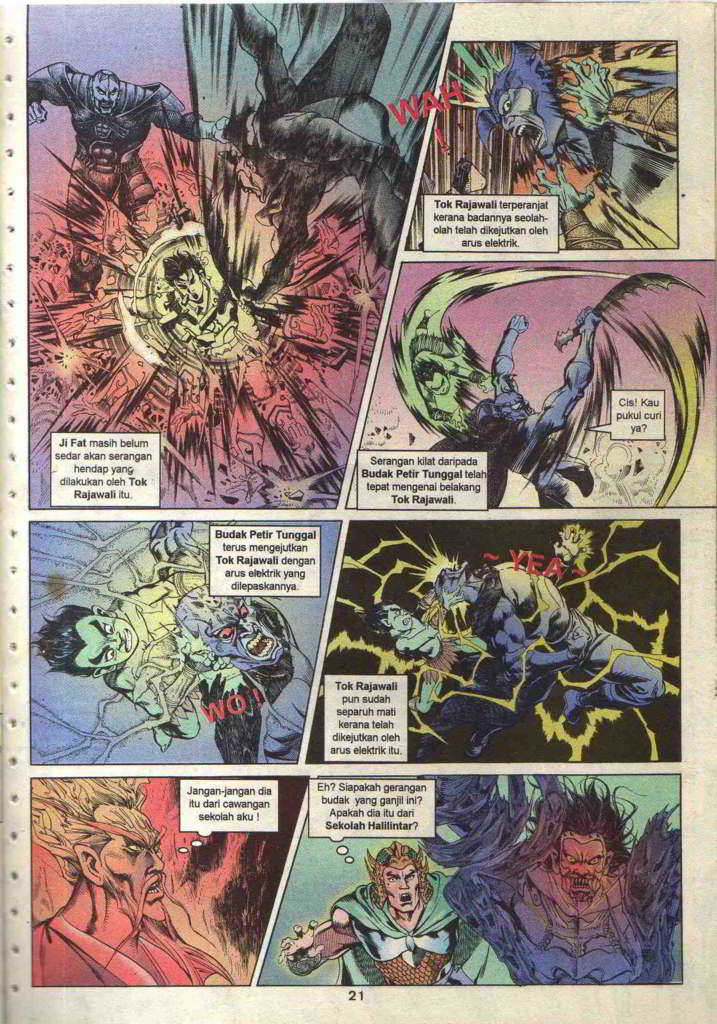 Ji Fat masih belum
sedar akan serangan
hendap yang
dilakukan oleh Tok
Rajawali itu.
WAH
!
Tok Rajawali terperanjat
kerana badannya seolah-
olah telah dikejutkan oleh
arus elektrik.
Cis! Kau
pukul curi
ya?
Serangan kilat daripada
Budak Petir Tunggal telah
tepat mengenai belakang
Tok Rajawali.
Budak Petir Tunggal
terus mengejutkan
Tok Rajawali dengan
arus elektrik yang
dilepaskannya.
WO !
~ YEA ~
Tok Rajawali
pun sudah
separuh mati
kerana telah
dikejutkan oleh
arus elektrik itu.
Jangan-jangan dia
itu dari cawangan
sekolah aku !
Eh? Siapakah gerangan
budak yang ganjil ini?
Apakah dia itu dari
Sekolah Halilintar?
21